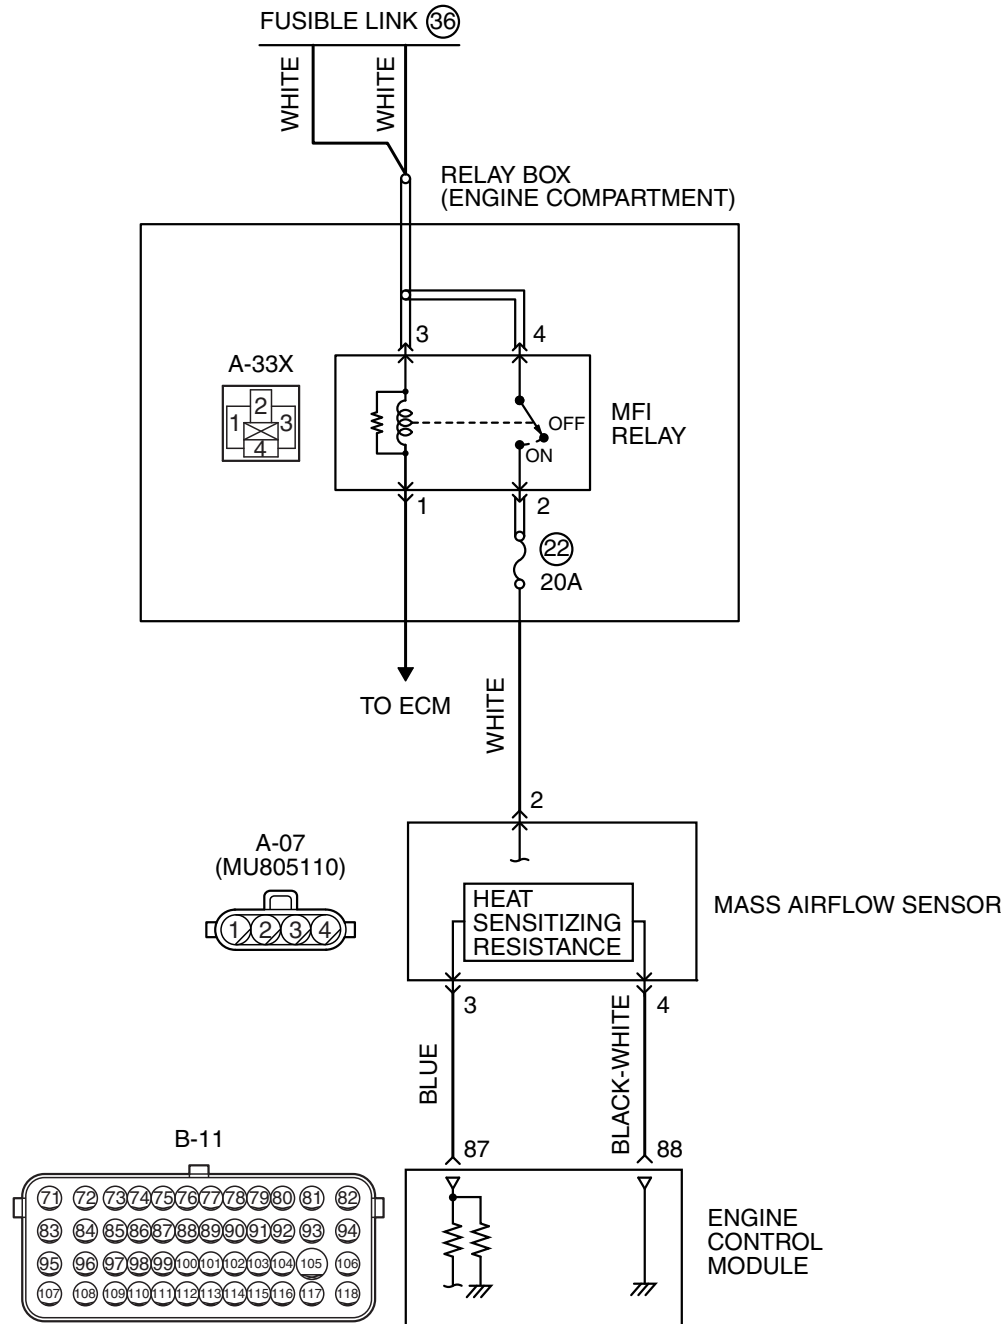 FUSIBLE LINK 36
WHITE
WHITE
RELAY BOX
(ENGINE COMPARTMENT)
3
4
A-33X
2
1
3
4
OFF
ON
MFI
RELAY
1
2
22
20A
TO ECM
WHITE
2
A-07
(MU805110)
1 2 3 4
HEAT
SENSITIZING
RESISTANCE
MASS AIRFLOW SENSOR
3
4
BLUE
BLACK-WHITE
87
88
B-11
71 72 73 74 75 76 77 78 79 80 81 82
83 84 85 86 87 88 89 90 91 92 93 94
95 96 97 98 99 100 101 102 103 104 105 106
107 108 109 110 111 112 113 114 115 116 117 118
ENGINE
CONTROL
MODULE